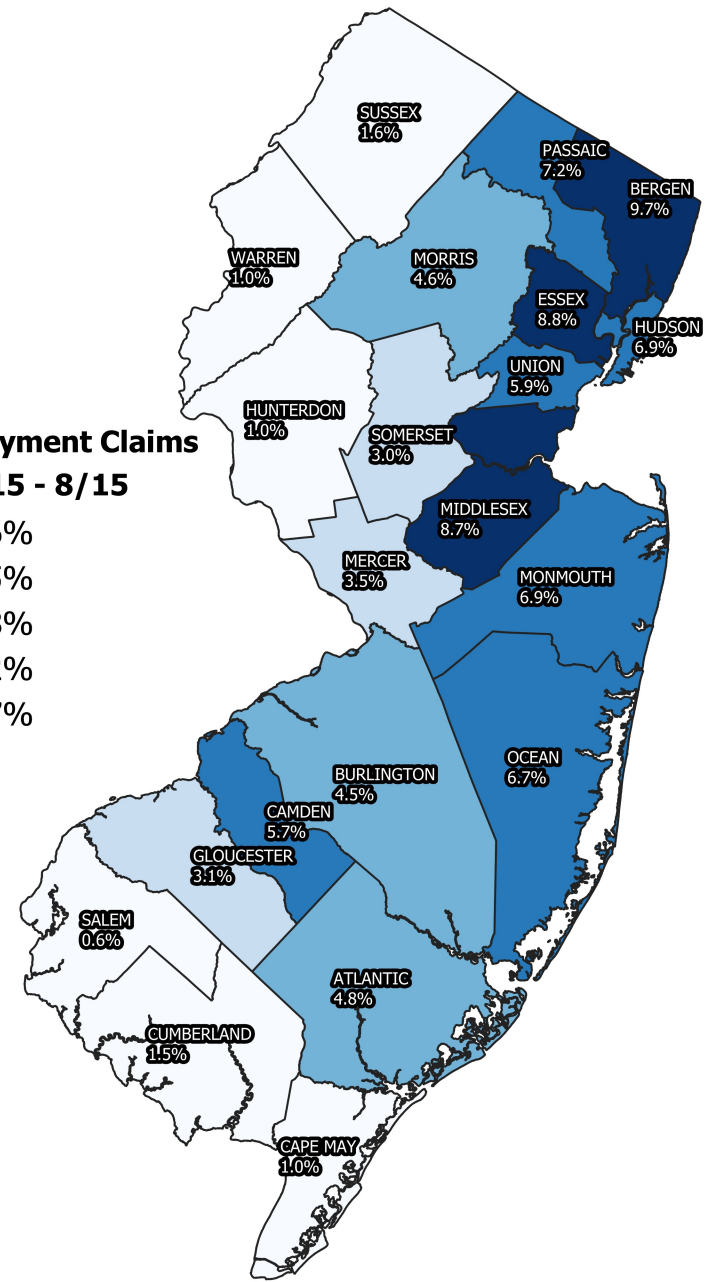 SUSSEX
1.6%
PASSAIC
7.2%
BERGEN
9.7%
WARREN
1.0%
MORRIS
4.6%
ESSEX
8.8%
HUDSON
6.9%
UNION
5.9%
HUNTERDON
1.0%
SOMERSET
3.0%
yment Claims
15 - 8/15
%
%
%
%
%
MIDDLESEX
8.7%
MERCER
3.5%
MONMOUTH
6.9%
OCEAN
6.7%
BURLINGTON
4.5%
CAMDEN
5.7%
GLOUCESTER
3.1%
SALEM
0.6%
ATLANTIC
4.8%
CUMBERLAND
1.5%
CAPE MAY
1.0%